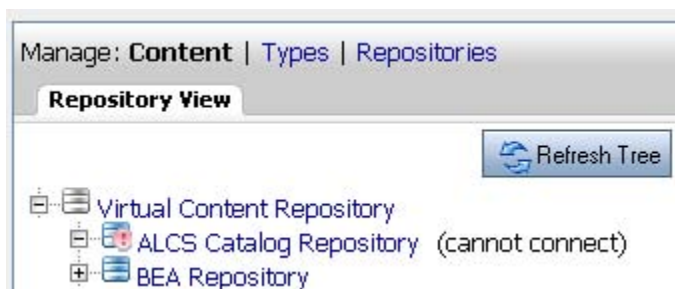 Manage: Content | Types | Repositories
Repository View
Refresh Tree
Virtual Content Repository
ALCS Catalog Repository (cannot connect)
BEA Repository